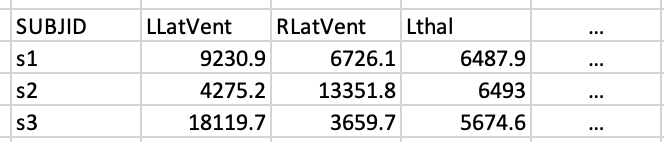 SUBJID LLatVent RLatVent Lthal ...
s1 9230.9 6726.1 6487.9 ...
s2 4275.2 13351.8 6493 ...
s3 18119.7 3659.7 5674.6 ...